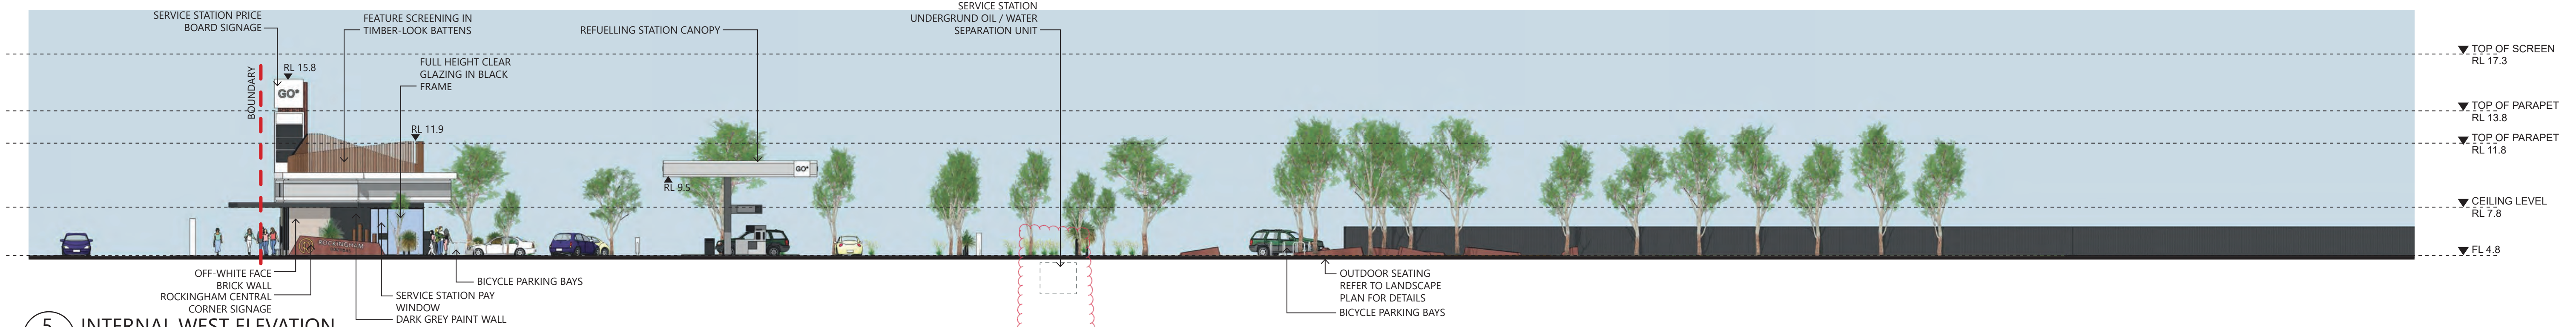 SERVICE STATION PRICE
BOARD SIGNAGE
FEATURE SCREENING IN
TIMBER-LOOK BATTENS
REFUELLING STATION CANOPY
SERVICE STATION
UNDERGRUND OIL / WATER
SEPARATION UNIT
FULL HEIGHT CLEAR
GLAZING IN BLACK
FRAME
BOUNDARY
RL 15.8
GO
RL 11.9
GO
RL 9.5
TOP OF SCREEN
RL 17.3
TOP OF PARAPET
RL 13.8
TOP OF PARAPET
RL 11.8
CEILING LEVEL
RL 7.8
FL 4.8
ROCKINGHAM
OFF-WHITE FACE
BRICK WALL
ROCKINGHAM CENTRAL
CORNER SIGNAGE
BICYCLE PARKING BAYS
SERVICE STATION PAY
WINDOW
DARK GREY PAINT WALL
OUTDOOR SEATING
REFER TO LANDSCAPE
PLAN FOR DETAILS
BICYCLE PARKING BAYS
5
INTERNAL WEST ELEVATION